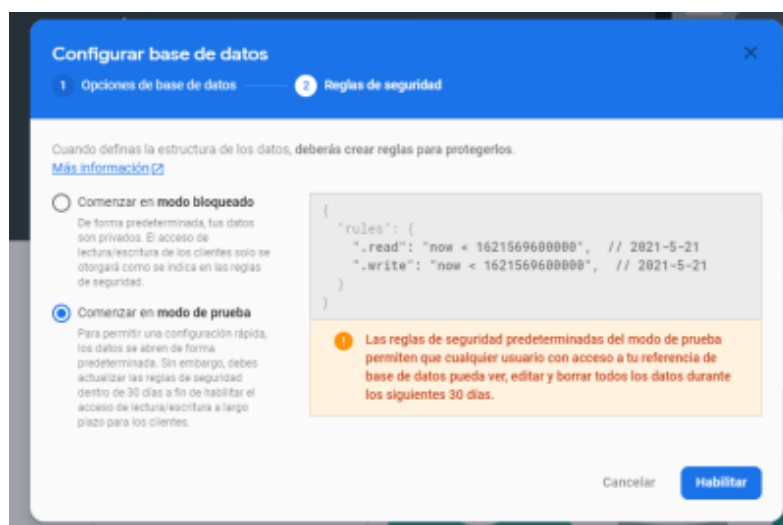 Configurar base de datos
1 Opciones de base de datos
2 Reglas de seguridad
Cuando definas la estructura de los datos, deberás crear reglas para protegerlos.
Más información
Comenzar en modo bloqueado
De forma predeterminada, tus datos
son privados. El acceso de
lectura/escritura de los clientes solo se
otorgará como se indica en las reglas
de seguridad.
Comenzar en modo de prueba
Para permitir una configuración rápida,
los datos se abren de forma
predeterminada. Sin embargo, debes
actualizar las reglas de seguridad
dentro de 30 días a fin de habilitar el
acceso de lectura/escritura a largo
plazo para los clientes.
{
"rules": {
".read": "now < 1621569600000", // 2021-5-21
".write": "now < 1621569600000", // 2021-5-21
}
}
Las reglas de seguridad predeterminadas del modo de prueba
permiten que cualquier usuario con acceso a tu referencia de
base de datos pueda ver, editar y borrar todos los datos durante
los siguientes 30 días.
Cancelar
Habilitar